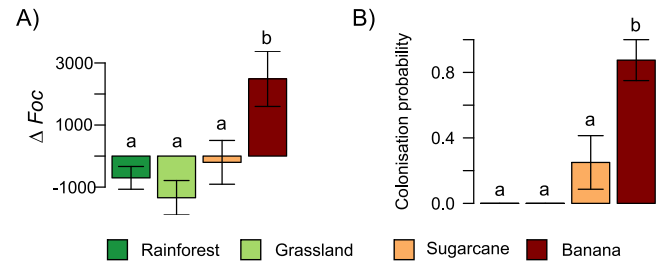 A)
Δ Foc
3000
1000
-1000
a
a
a
b
B)
Colonisation probability
0.8
0.4
0.0
a
a
a
b
Rainforest Grassland Sugarcane Banana